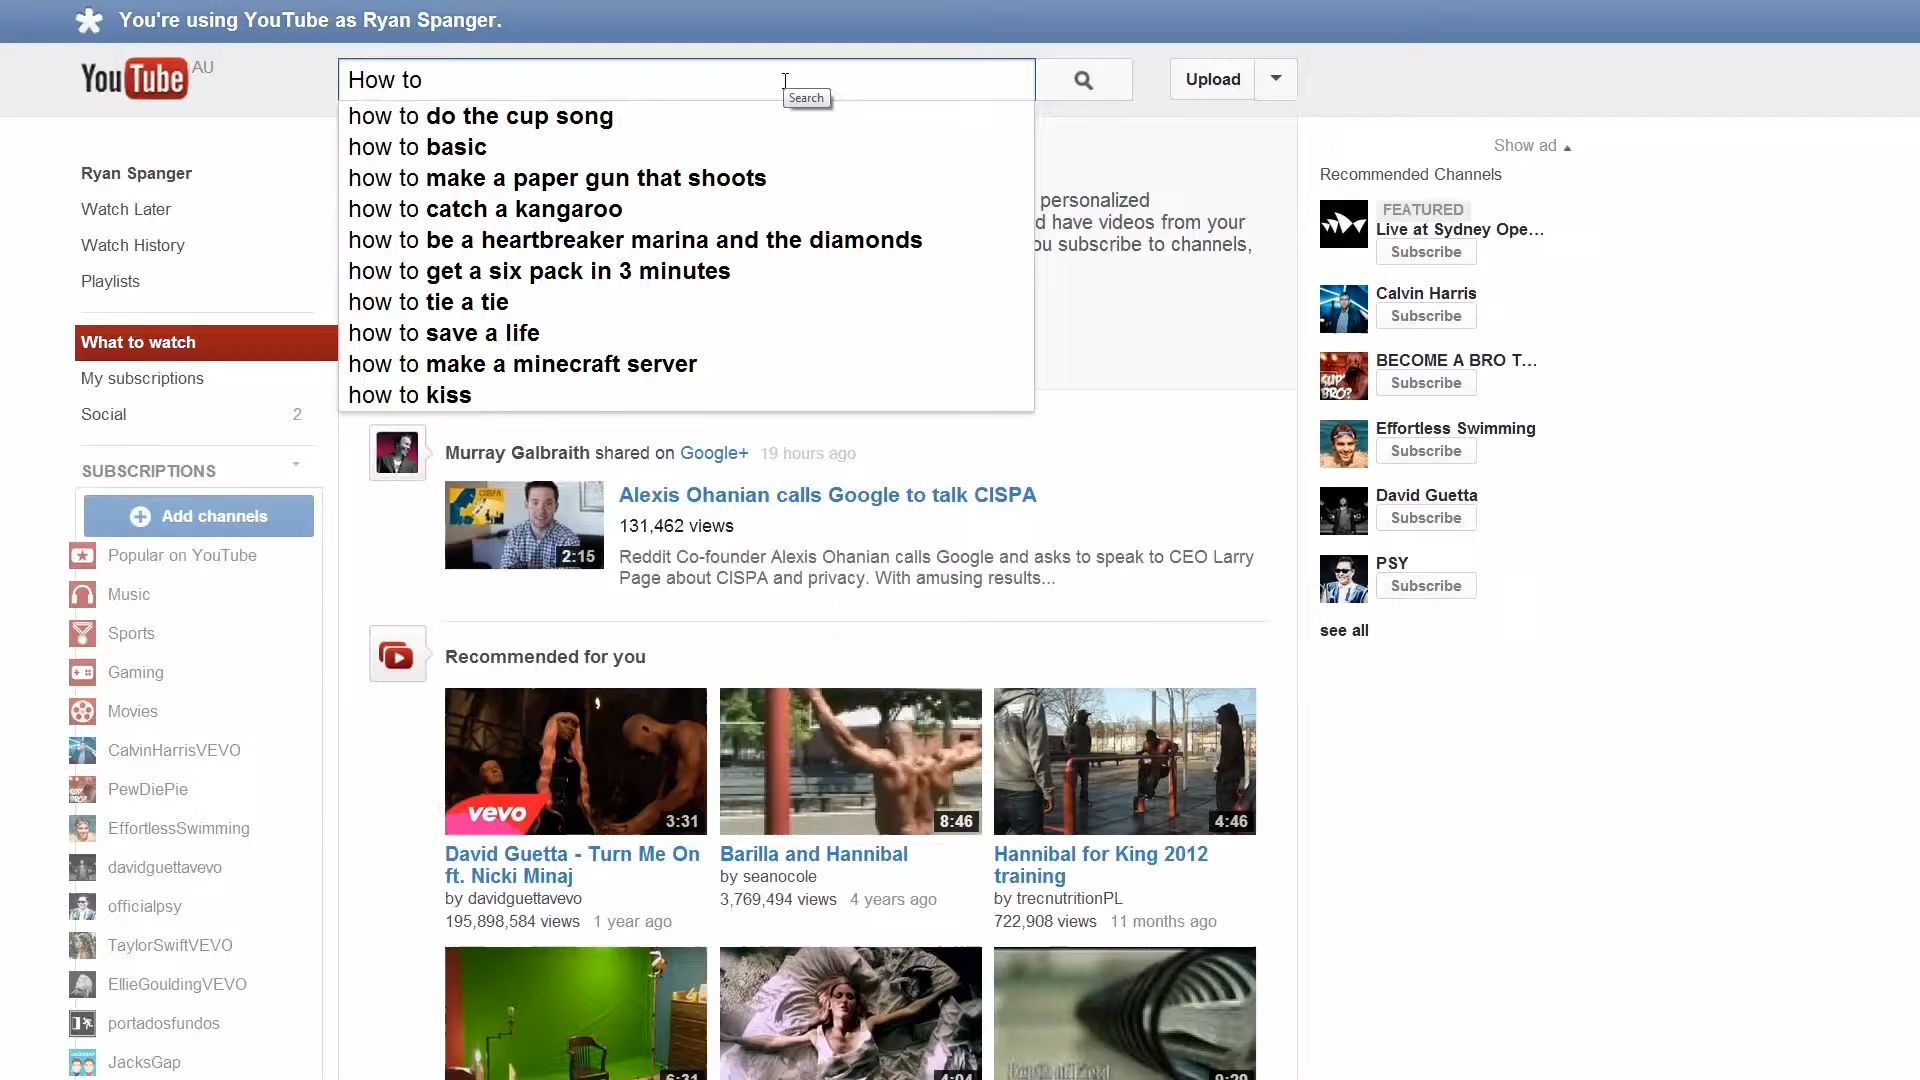 You're using YouTube as Ryan Spanger.
YouTube AU
How to
Search
Upload
how to do the cup song
how to basic
how to make a paper gun that shoots
how to catch a kangaroo
how to be a heartbreaker marina and the diamonds
how to get a six pack in 3 minutes
how to tie a tie
how to save a life
how to make a minecraft server
how to kiss
personalized
d have videos from your
ou subscribe to channels,
Ryan Spanger
Watch Later
Watch History
Playlists
What to watch
My subscriptions
Social 2
SUBSCRIPTIONS
Add channels
Popular on YouTube
Music
Sports
Gaming
Movies
CalvinHarrisVEVO
PewDiePie
EffortlessSwimming
davidguettavevo
officialpsy
TaylorSwiftVEVO
EllieGouldingVEVO
portadosfundos
JacksGap
Murray Galbraith shared on Google+ 19 hours ago
2:15
Alexis Ohanian calls Google to talk CISPA
131,462 views
Reddit Co-founder Alexis Ohanian calls Google and asks to speak to CEO Larry
Page about CISPA and privacy. With amusing results...
Recommended for you
vevo
3:31
David Guetta - Turn Me On
ft. Nicki Minaj
by davidguettavevo
195,898,584 views 1 year ago
8:46
Barilla and Hannibal
by seanocole
3,769,494 views 4 years ago
4:46
Hannibal for King 2012
training
by trecnutritionPL
722,908 views 11 months ago
6:31
4:04
9:29
Show ad
Recommended Channels
FEATURED
Live at Sydney Ope...
Subscribe
Calvin Harris
Subscribe
BECOME A BRO T...
Subscribe
Effortless Swimming
Subscribe
David Guetta
Subscribe
PSY
Subscribe
see all